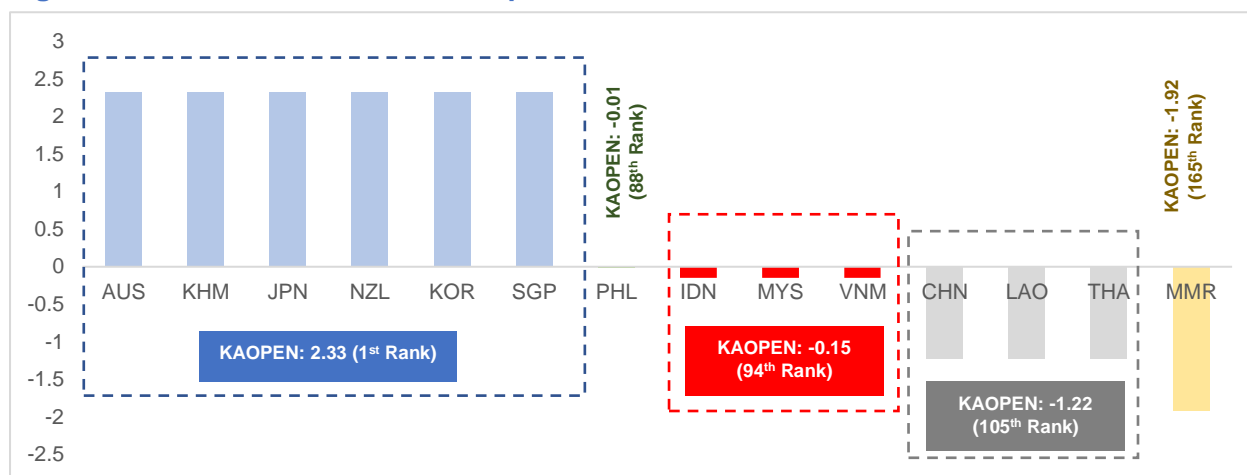 3
2.5
2
1.5
1
0.5
0
-0.5
-1
-1.5
-2
-2.5
KAOPEN: -0.01
(88th Rank)
KAOPEN: -1.92
(165th Rank)
AUS KHM JPN NZL KOR SGP PHL IDN MYS VNM CHN LAO THA MMR
KAOPEN: 2.33 (1st Rank)
KAOPEN: -0.15
(94th Rank)
KAOPEN: -1.22
(105th Rank)